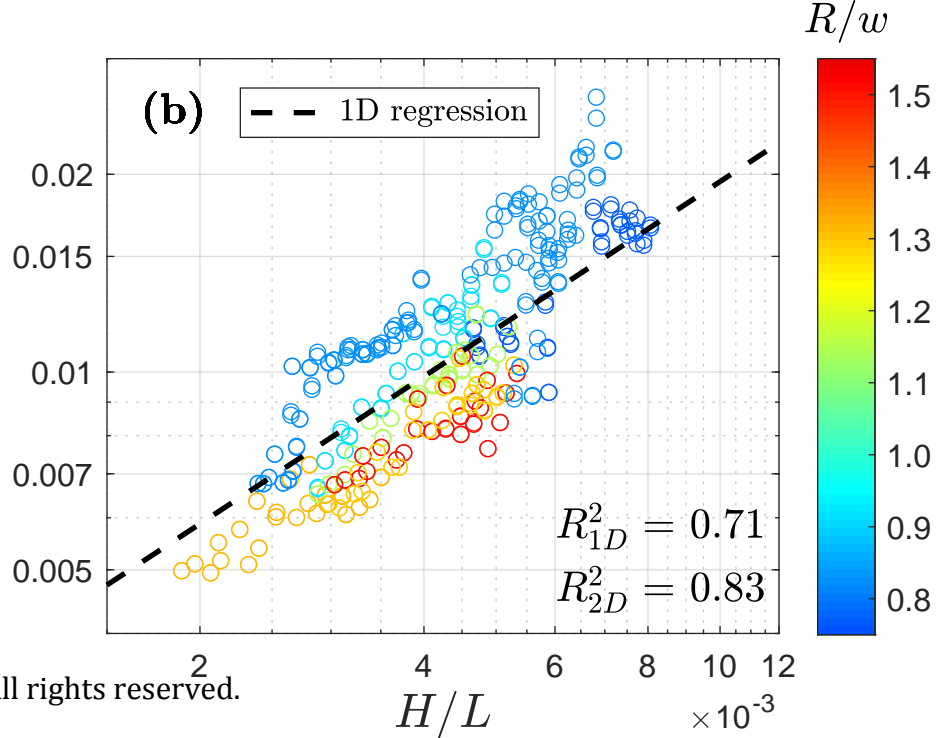 R/w
(b)
1D regression
0.02
0.015
0.01
0.007
0.005
R²₁D = 0.71
R²₂D = 0.83
1.5
1.4
1.3
1.2
1.1
1.0
0.9
0.8
2 4 6 8 10 12
ll rights reserved.
H/L
×10⁻³